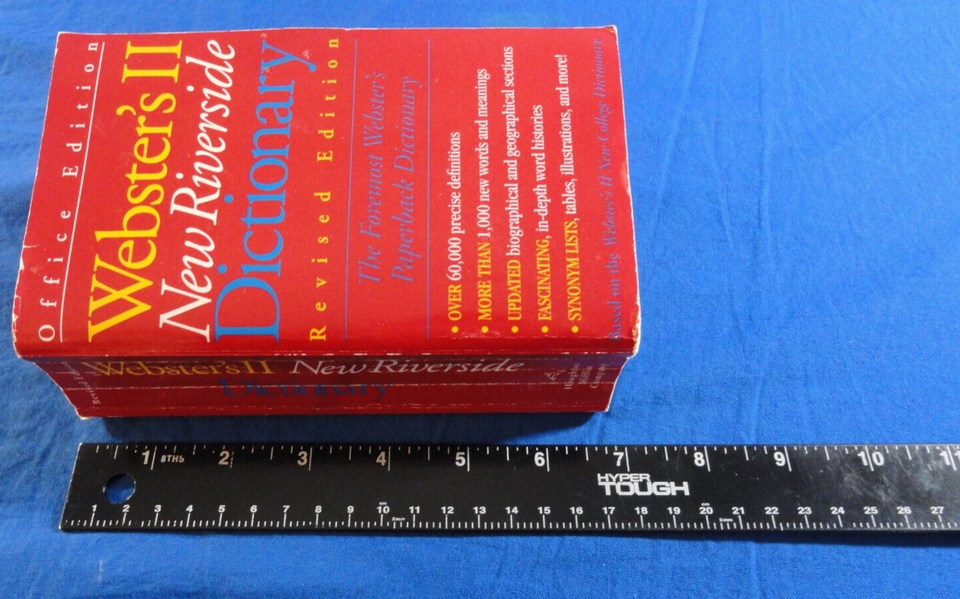 Office Edition
Webster's II
New Riverside
Dictionary®
Revised Edition
The Foremost Webster's
Paperback Dictionary
• OVER 60,000 precise definitions
• MORE THAN 1,000 new words and meanings
• UPDATED biographical and geographical sections
• FASCINATING, in-depth word histories
• SYNONYM LISTS, tables, illustrations, and more!
Based on the Webster's II New College Dictionary
Webster's II New Riverside
Dictionary
1 8THS 2 3 4 5 6 7 8 9 10 11
HYPER
TOUGH
1 2 3 4 5 6 7 8 9 10 11 12 13 14 15 16 17 18 19 20 21 22 23 24 25 26 27